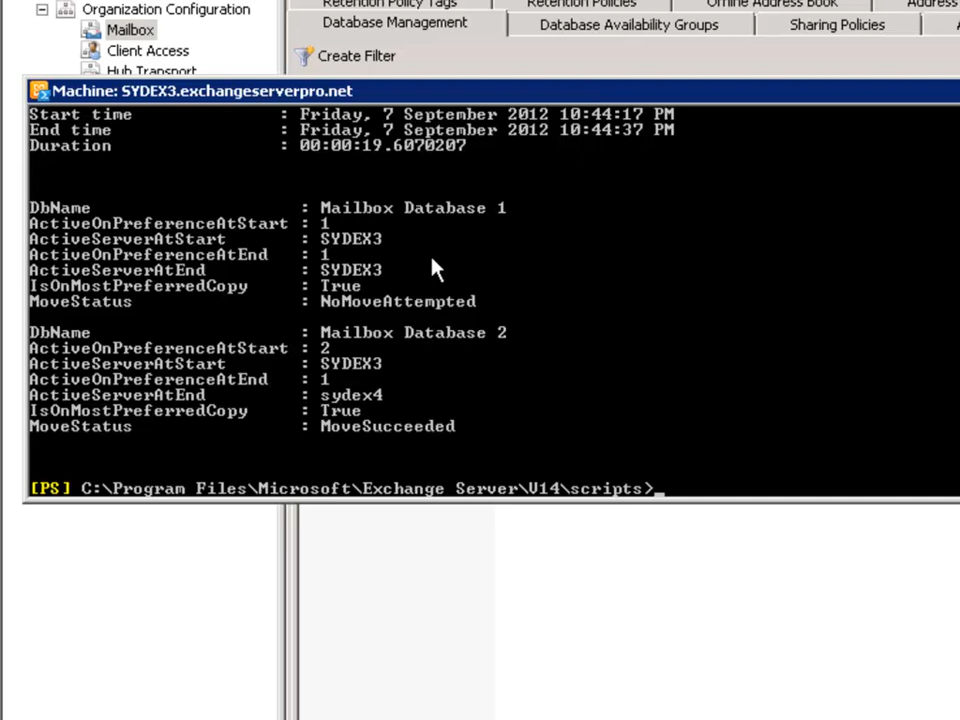 Organization Configuration
Mailbox
Client Access
Hub Transport
Retention Policy Tags
Retention Policies
Offline Address Book
Address
Database Management
Database Availability Groups
Sharing Policies
Create Filter
Machine: SYDEX3.exchangeserverpro.net
Start time : Friday, 7 September 2012 10:44:17 PM
End time : Friday, 7 September 2012 10:44:37 PM
Duration : 00:00:19.6070207
DbName : Mailbox Database 1
ActiveOnPreferenceAtStart : 1
ActiveServerAtStart : SYDEX3
ActiveOnPreferenceAtEnd : 1
ActiveServerAtEnd : SYDEX3
IsOnMostPreferredCopy : True
MoveStatus : NoMoveAttempted
DbName : Mailbox Database 2
ActiveOnPreferenceAtStart : 2
ActiveServerAtStart : SYDEX3
ActiveOnPreferenceAtEnd : 1
ActiveServerAtEnd : sydex4
IsOnMostPreferredCopy : True
MoveStatus : MoveSucceeded
[PS] C:\Program Files\Microsoft\Exchange Server\V14\scripts>_